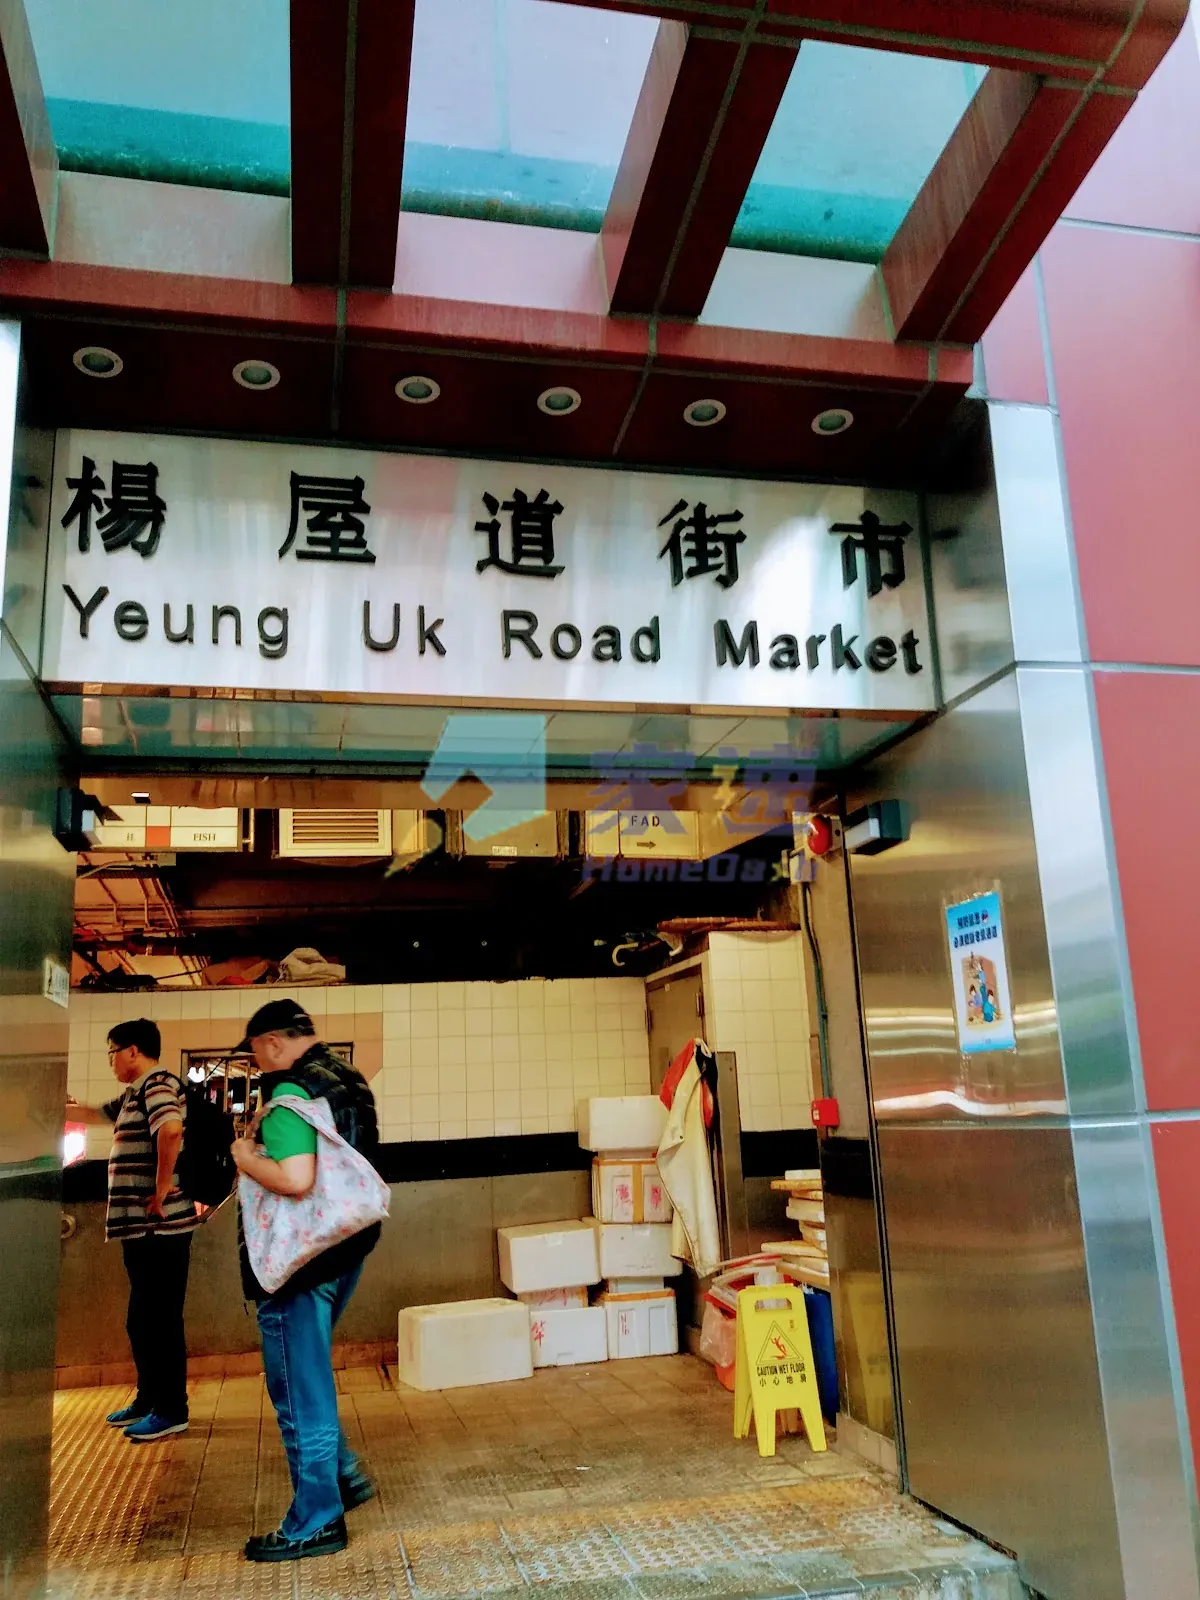 楊屋道街市
Yeung Uk Road Market
家速
HomeDash
FISH
FAD
CAUTION WET FLOOR
小心地滑